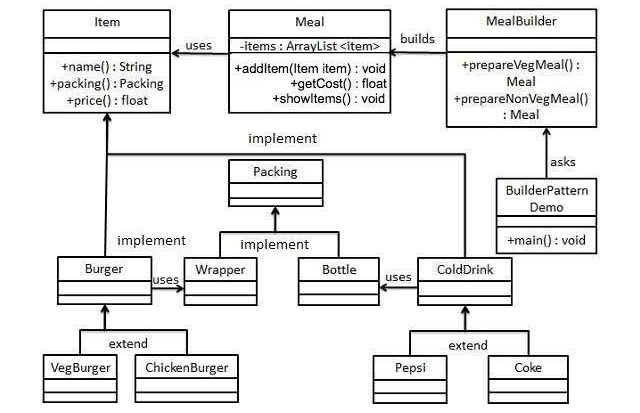 Item
Meal
MealBuilder
-items : ArrayList <item>
uses
builds
+name() : String
+packing() : Packing
+price() : float
+addItem(Item item) : void
+getCost() : float
+showItems() : void
+prepareVegMeal() :
Meal
+prepareNonVegMeal()
: Meal
implement
asks
Packing
BuilderPattern
Demo
+main() : void
implement
implement
Burger
uses
Wrapper
Bottle
uses
ColdDrink
extend
extend
VegBurger
ChickenBurger
Pepsi
Coke